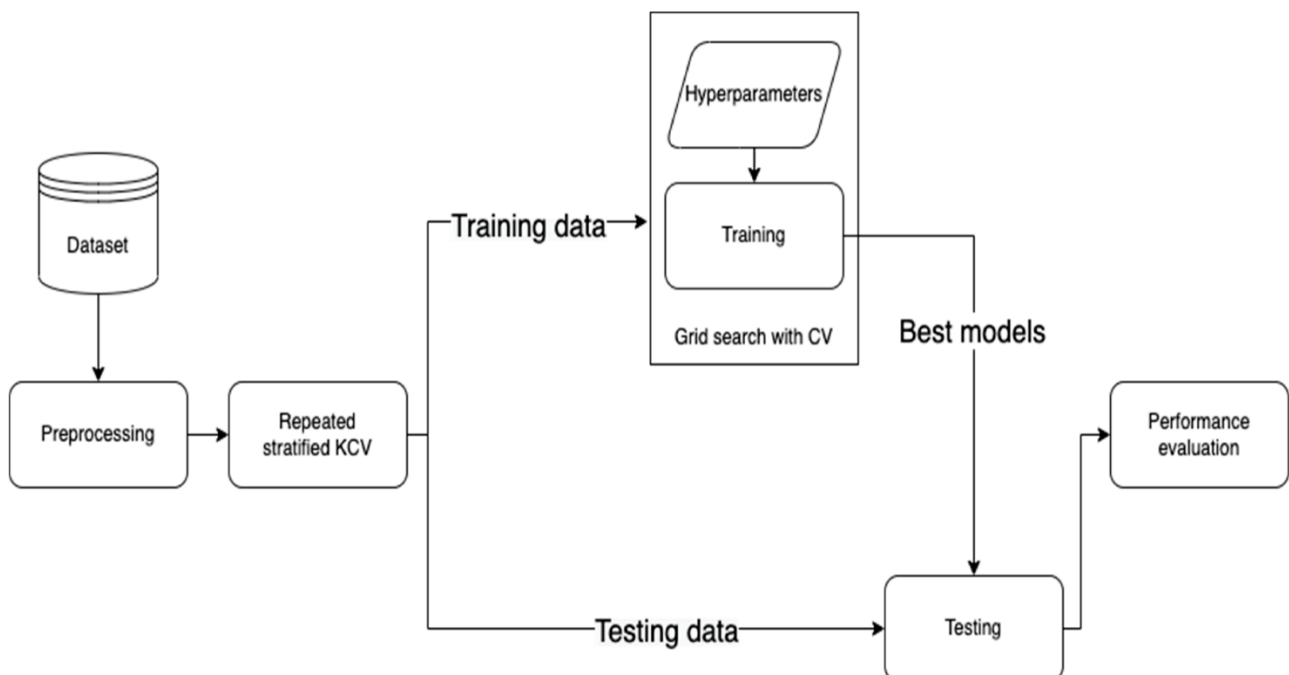 Hyperparameters
Dataset
Training data
Training
Grid search with CV
Best models
Preprocessing
Repeated
stratified KCV
Performance
evaluation
Testing data
Testing